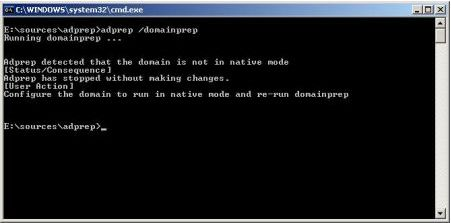 C:\WINDOWS\system32\cmd.exe
E:\sources\adprep>adprep /domainprep
Running domainprep ...
Adprep detected that the domain is not in native mode
[Status/Consequence]
Adprep has stopped without making changes.
[User Action]
Configure the domain to run in native mode and re-run domainprep
E:\sources\adprep>_